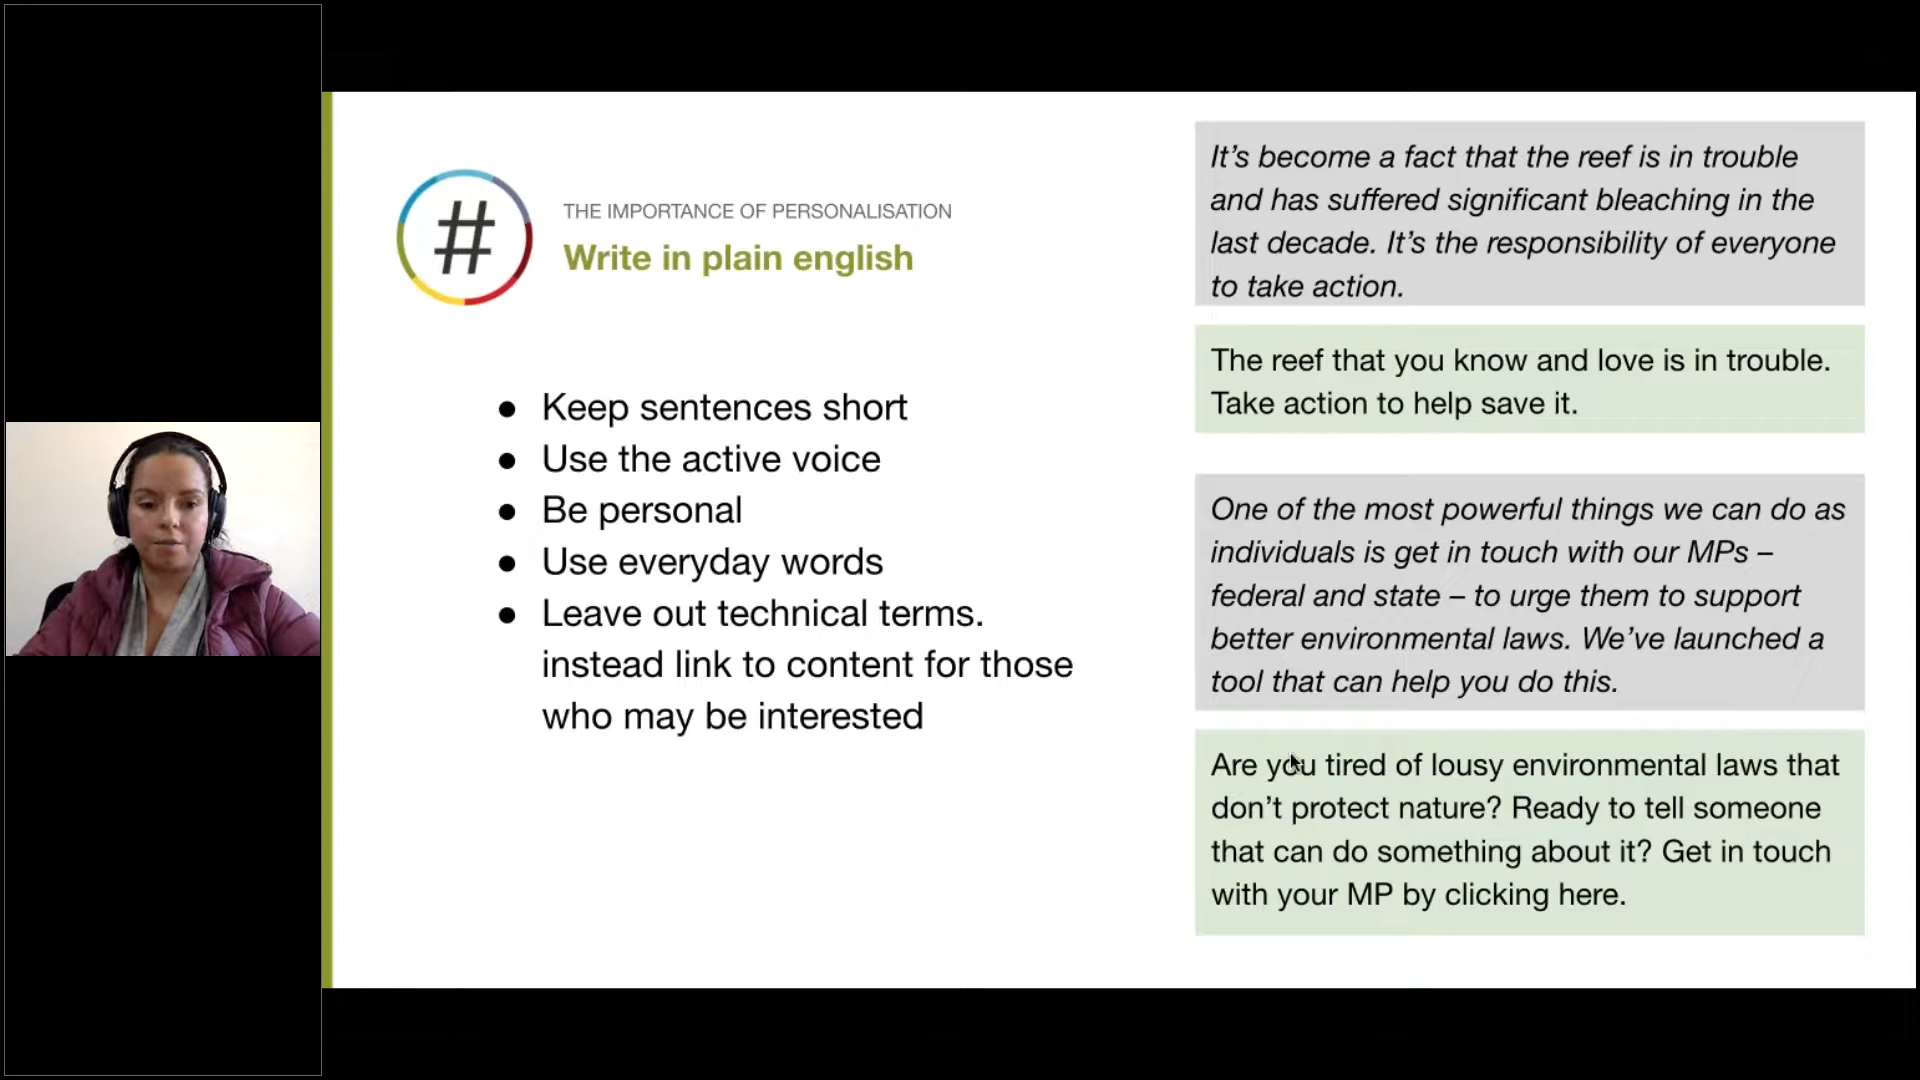 #
THE IMPORTANCE OF PERSONALISATION
Write in plain english
● Keep sentences short
● Use the active voice
● Be personal
● Use everyday words
● Leave out technical terms.
instead link to content for those
who may be interested
It’s become a fact that the reef is in trouble
and has suffered significant bleaching in the
last decade. It’s the responsibility of everyone
to take action.
The reef that you know and love is in trouble.
Take action to help save it.
One of the most powerful things we can do as
individuals is get in touch with our MPs –
federal and state – to urge them to support
better environmental laws. We’ve launched a
tool that can help you do this.
Are you tired of lousy environmental laws that
don’t protect nature? Ready to tell someone
that can do something about it? Get in touch
with your MP by clicking here.